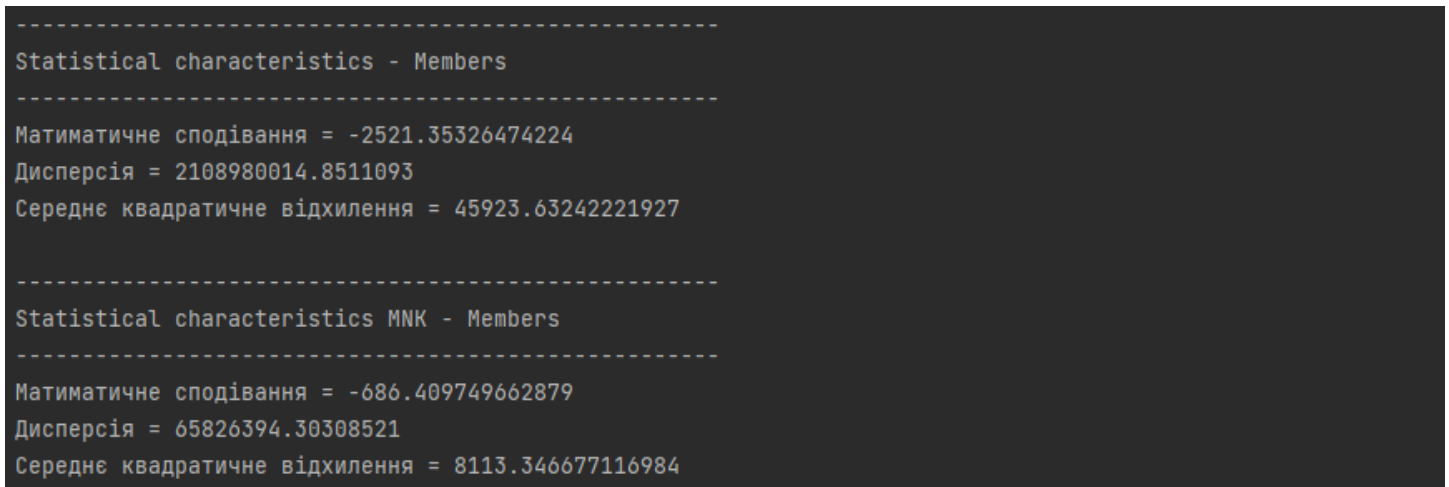 -----------------------------------------------------
Statistical characteristics - Members
-----------------------------------------------------
Матиматичне сподівання = -2521.35326474224
Дисперсія = 2108980014.8511093
Середнє квадратичне відхилення = 45923.63242221927
-----------------------------------------------------
Statistical characteristics MNK - Members
-----------------------------------------------------
Матиматичне сподівання = -686.409749662879
Дисперсія = 65826394.30308521
Середнє квадратичне відхилення = 8113.346677116984